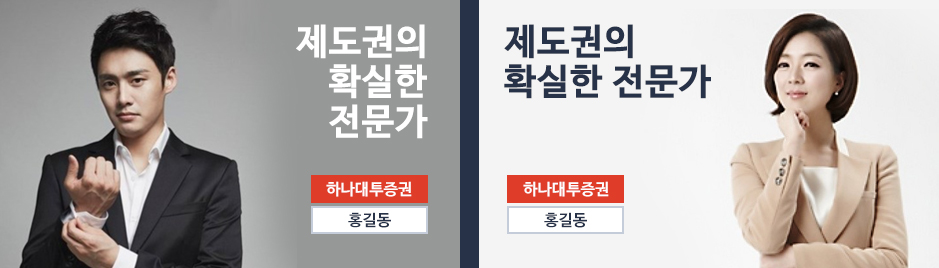 제도권의
확실한
전문가
하나대투증권
홍길동
제도권의
확실한 전문가
하나대투증권
홍길동